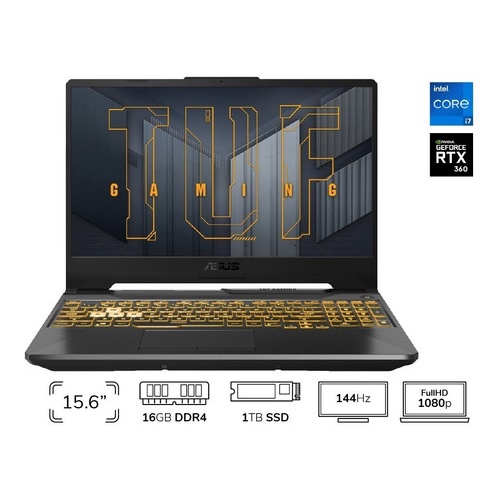 intel
CORE
i7
TUF
GAMING
NVIDIA
GEFORCE
RTX
360
ASUS
15.6”
16GB DDR4
1TB SSD
144Hz
FullHD
1080p